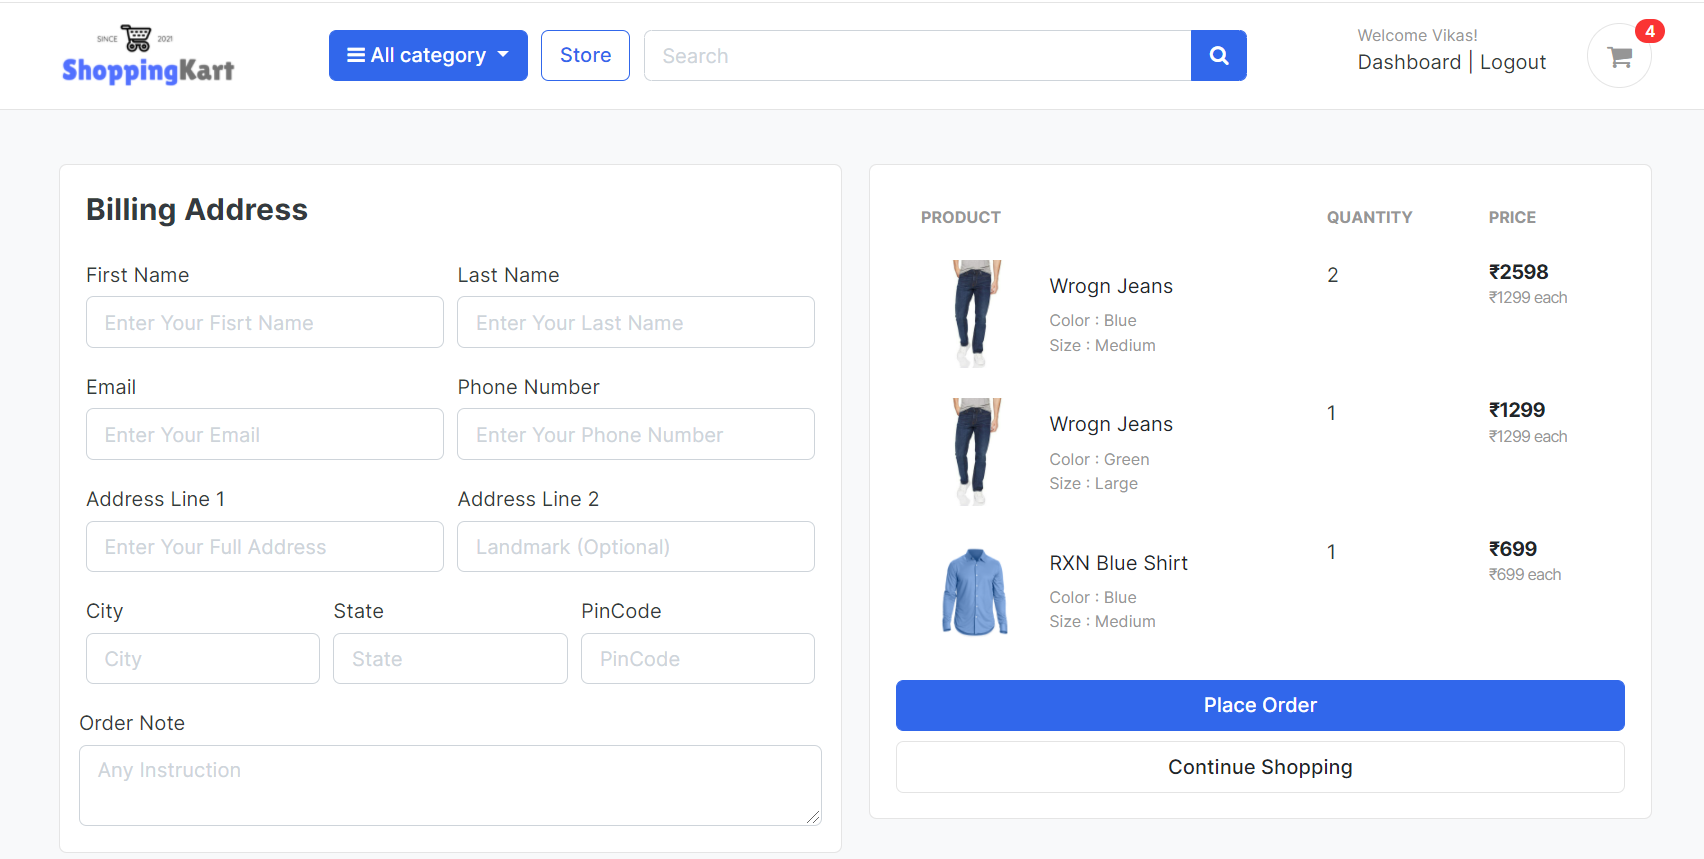 SINCE 2021
ShoppingKart
All category
Store
Search
Welcome Vikas!
Dashboard | Logout
4
Billing Address
First Name Last Name
Enter Your Fisrt Name Enter Your Last Name
Email Phone Number
Enter Your Email Enter Your Phone Number
Address Line 1 Address Line 2
Enter Your Full Address Landmark (Optional)
City State PinCode
City State PinCode
Order Note
Any Instruction
PRODUCT QUANTITY PRICE
Wrogn Jeans 2 ₹2598
₹1299 each
Color : Blue
Size : Medium
Wrogn Jeans 1 ₹1299
₹1299 each
Color : Green
Size : Large
RXN Blue Shirt 1 ₹699
₹699 each
Color : Blue
Size : Medium
Place Order
Continue Shopping